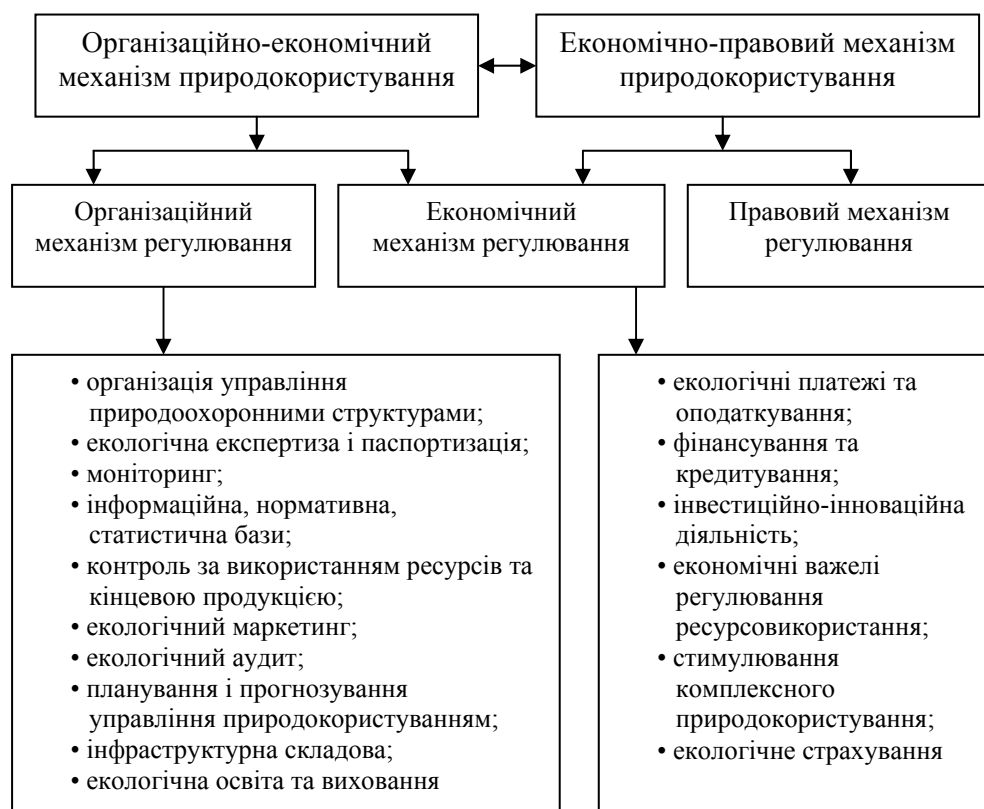 Організаційно-економічний
механізм природокористування
Економічно-правовий механізм
природокористування
Організаційний
механізм регулювання
Економічний
механізм регулювання
Правовий механізм
регулювання
• організація управління
природоохоронними структурами;
• екологічна експертиза і паспортизація;
• моніторинг;
• інформаційна, нормативна,
статистична бази;
• контроль за використанням ресурсів та
кінцевою продукцією;
• екологічний маркетинг;
• екологічний аудит;
• планування і прогнозування
управління природокористуванням;
• інфраструктурна складова;
• екологічна освіта та виховання
• екологічні платежі та
оподаткування;
• фінансування та
кредитування;
• інвестиційно-інноваційна
діяльність;
• економічні важелі
регулювання
ресурсовикористання;
• стимулювання
комплексного
природокористування;
• екологічне страхування